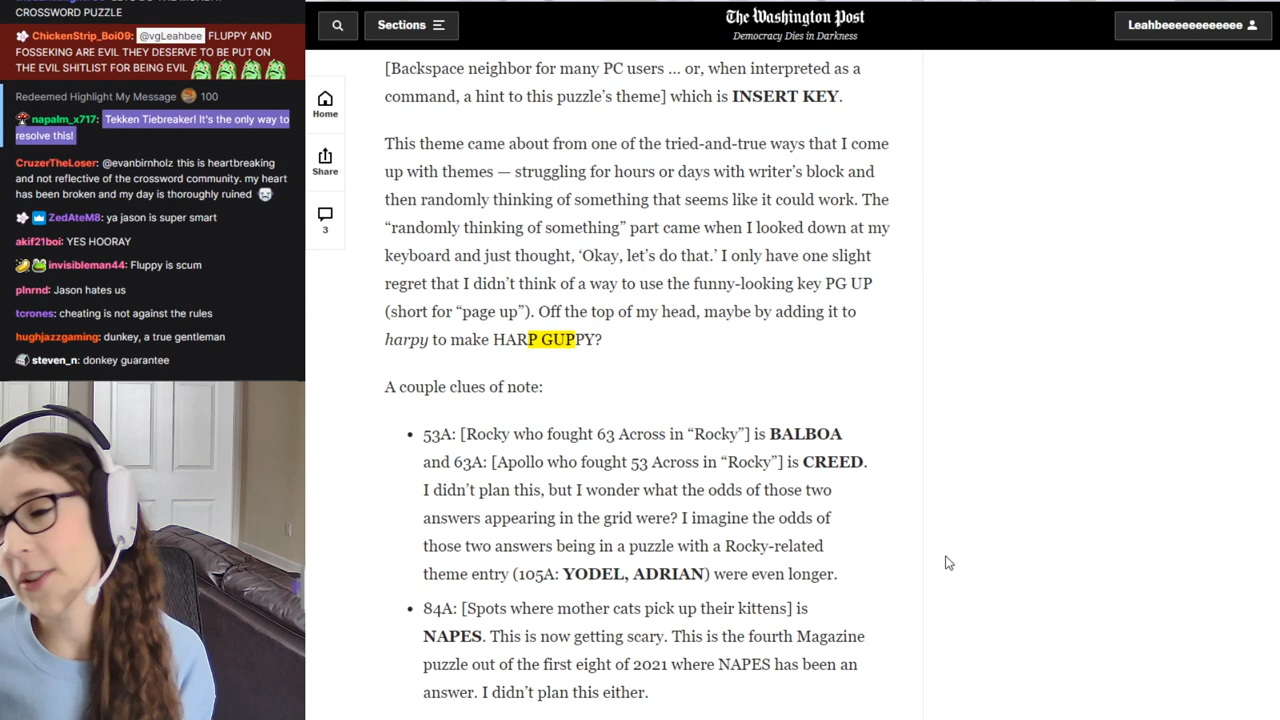 CROSSWORD PUZZLE
ChickenStrip_Boi09: @vgLeahbee FLUPPY AND
FOSSEKING ARE EVIL THEY DESERVE TO BE PUT ON
THE EVIL SHITLIST FOR BEING EVIL
Redeemed Highlight My Message 100
napalm_x717: Tekken Tiebreaker! It's the only way to
resolve this!
CruzerTheLoser: @evanbirnholz this is heartbreaking
and not reflective of the crossword community. my heart
has been broken and my day is thoroughly ruined
ZedAteM8: ya jason is super smart
akif21boi: YES HOORAY
invisibleman44: Fluppy is scum
plnrnd: Jason hates us
tcrones: cheating is not against the rules
hughjazzgaming: dunkey, a true gentleman
steven_n: donkey guarantee
Sections
The Washington Post
Democracy Dies in Darkness
Leahbeeeeeeeeeeee
Home
Share
3
[Backspace neighbor for many PC users ... or, when interpreted as a
command, a hint to this puzzle's theme] which is INSERT KEY.
This theme came about from one of the tried-and-true ways that I come
up with themes — struggling for hours or days with writer's block and
then randomly thinking of something that seems like it could work. The
“randomly thinking of something” part came when I looked down at my
keyboard and just thought, ‘Okay, let's do that.’ I only have one slight
regret that I didn't think of a way to use the funny-looking key PG UP
(short for “page up”). Off the top of my head, maybe by adding it to
harpy to make HARP GUPPY?
A couple clues of note:
• 53A: [Rocky who fought 63 Across in “Rocky”] is BALBOA
and 63A: [Apollo who fought 53 Across in “Rocky”] is CREED.
I didn't plan this, but I wonder what the odds of those two
answers appearing in the grid were? I imagine the odds of
those two answers being in a puzzle with a Rocky-related
theme entry (105A: YODEL, ADRIAN) were even longer.
• 84A: [Spots where mother cats pick up their kittens] is
NAPES. This is now getting scary. This is the fourth Magazine
puzzle out of the first eight of 2021 where NAPES has been an
answer. I didn't plan this either.